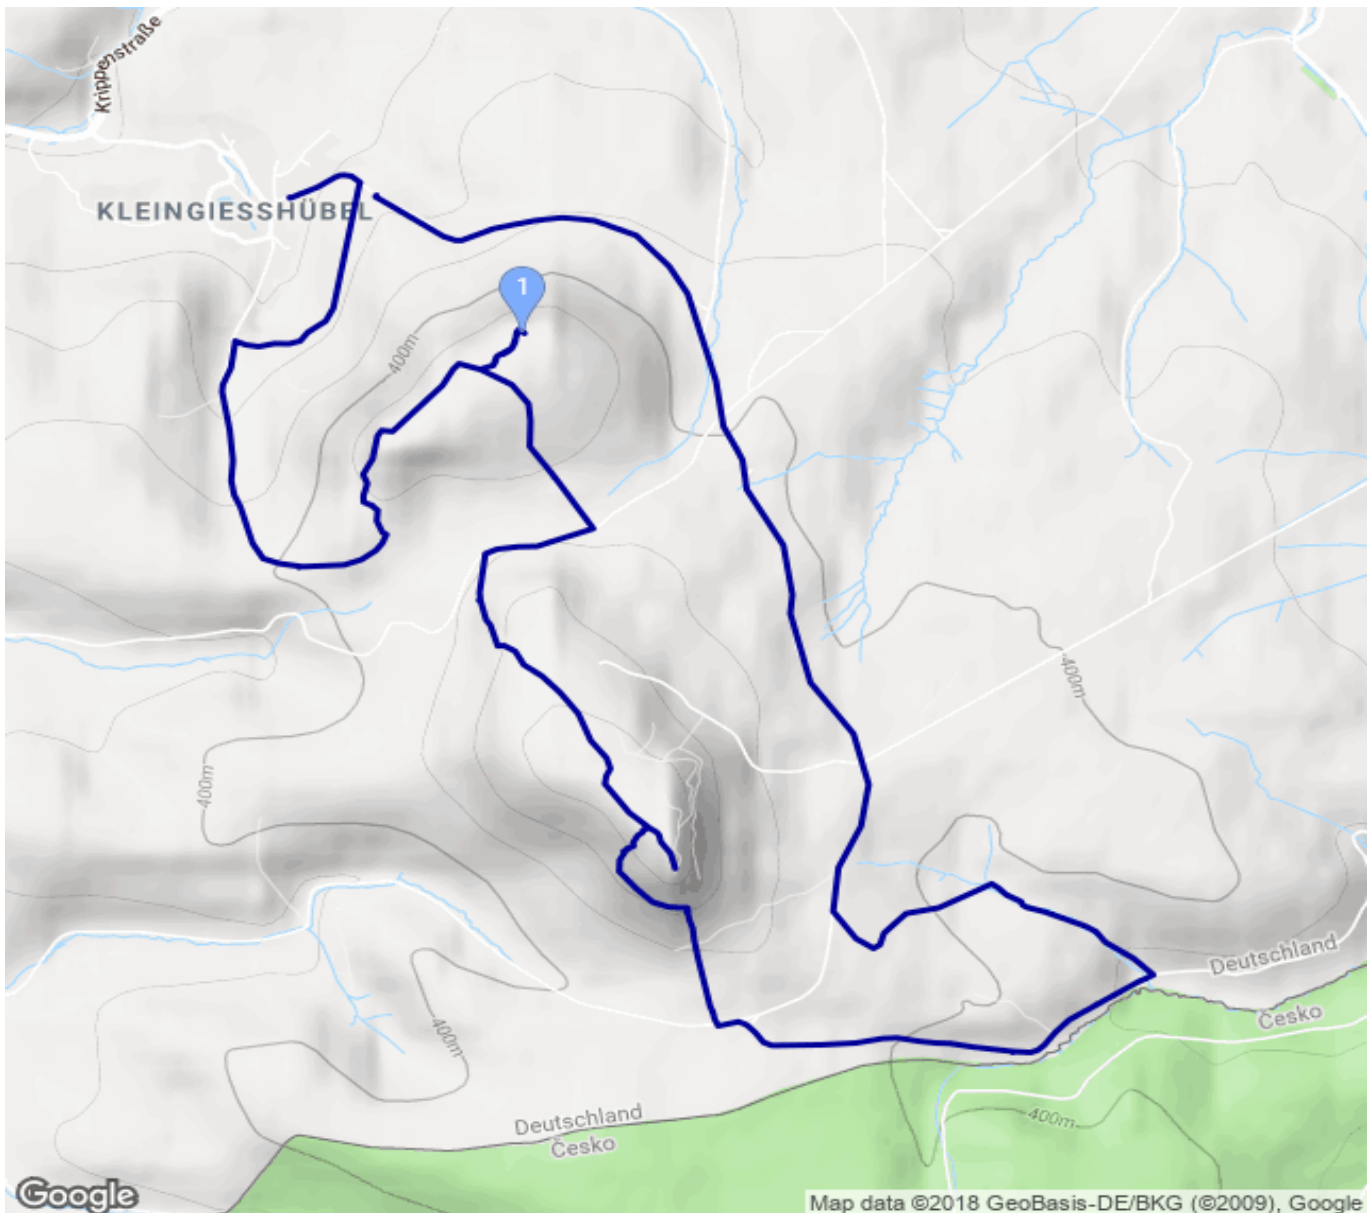 Krippenstraße
KLEINGIESSHÜBEL
1
400m
400m
400m
400m
Deutschland
Česko
400m
Deutschland
Česko
Google
Map data ©2018 GeoBasis-DE/BKG (©2009), Google